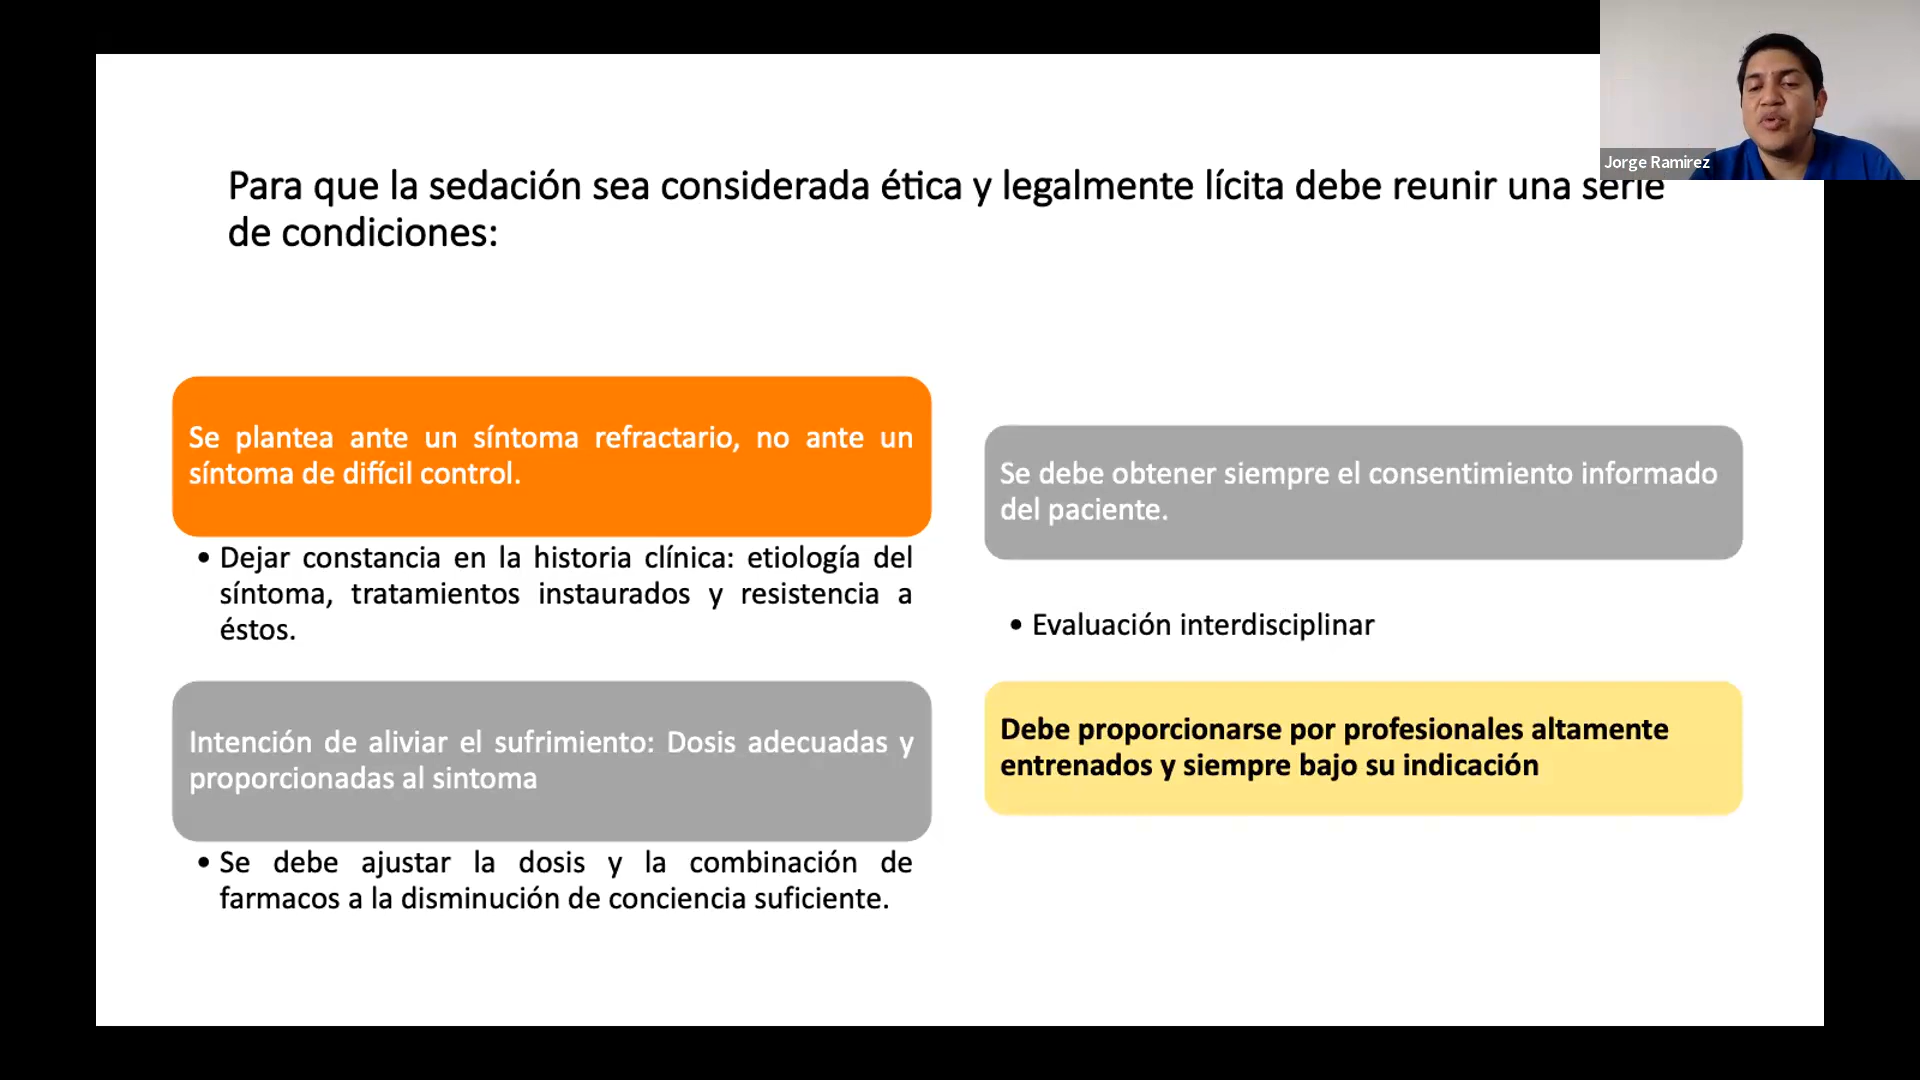 Jorge Ramirez
Para que la sedación sea considerada ética y legalmente lícita debe reunir una serie
de condiciones:
Se plantea ante un síntoma refractario, no ante un
síntoma de difícil control.
• Dejar constancia en la historia clínica: etiología del
síntoma, tratamientos instaurados y resistencia a
éstos.
Intención de aliviar el sufrimiento: Dosis adecuadas y
proporcionadas al sintoma
• Se debe ajustar la dosis y la combinación de
farmacos a la disminución de conciencia suficiente.
Se debe obtener siempre el consentimiento informado
del paciente.
• Evaluación interdisciplinar
Debe proporcionarse por profesionales altamente
entrenados y siempre bajo su indicación